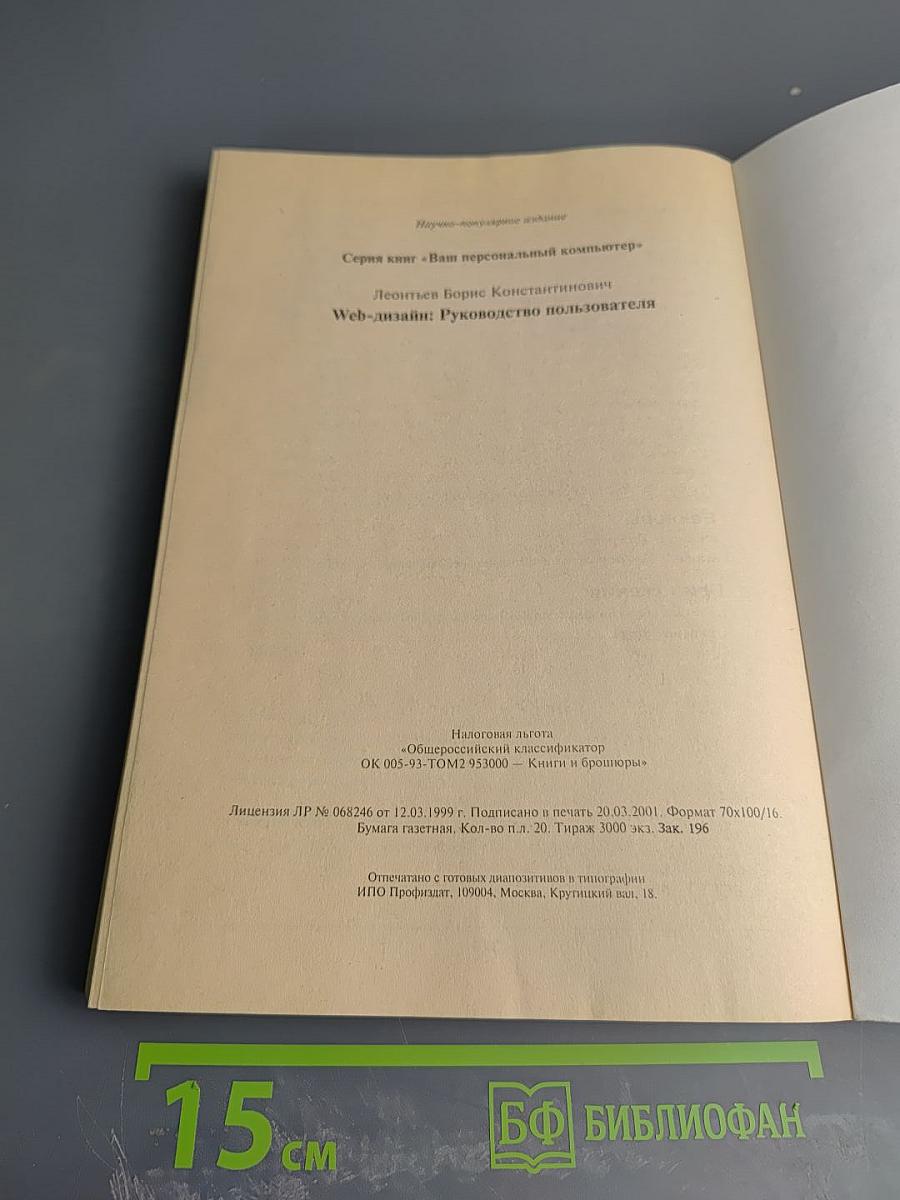 Научно-популярное издание
Серия книг «Ваш персональный компьютер»
Леонтьев Борис Константинович
Web-дизайн: Руководство пользователя
Налоговая льгота
«Общероссийский классификатор
ОК 005-93-ТОМ2 953000 — Книги и брошюры»
Лицензия ЛР № 068246 от 12.03.1999 г. Подписано в печать 20.03.2001. Формат 70х100/16.
Бумага газетная. Кол-во п.л. 20. Тираж 3000 экз. Зак. 196
Отпечатано с готовых диапозитивов в типографии
ИПО Профиздат, 109004, Москва, Крутицкий вал, 18.
15 см
БФ БИБЛИОФАН